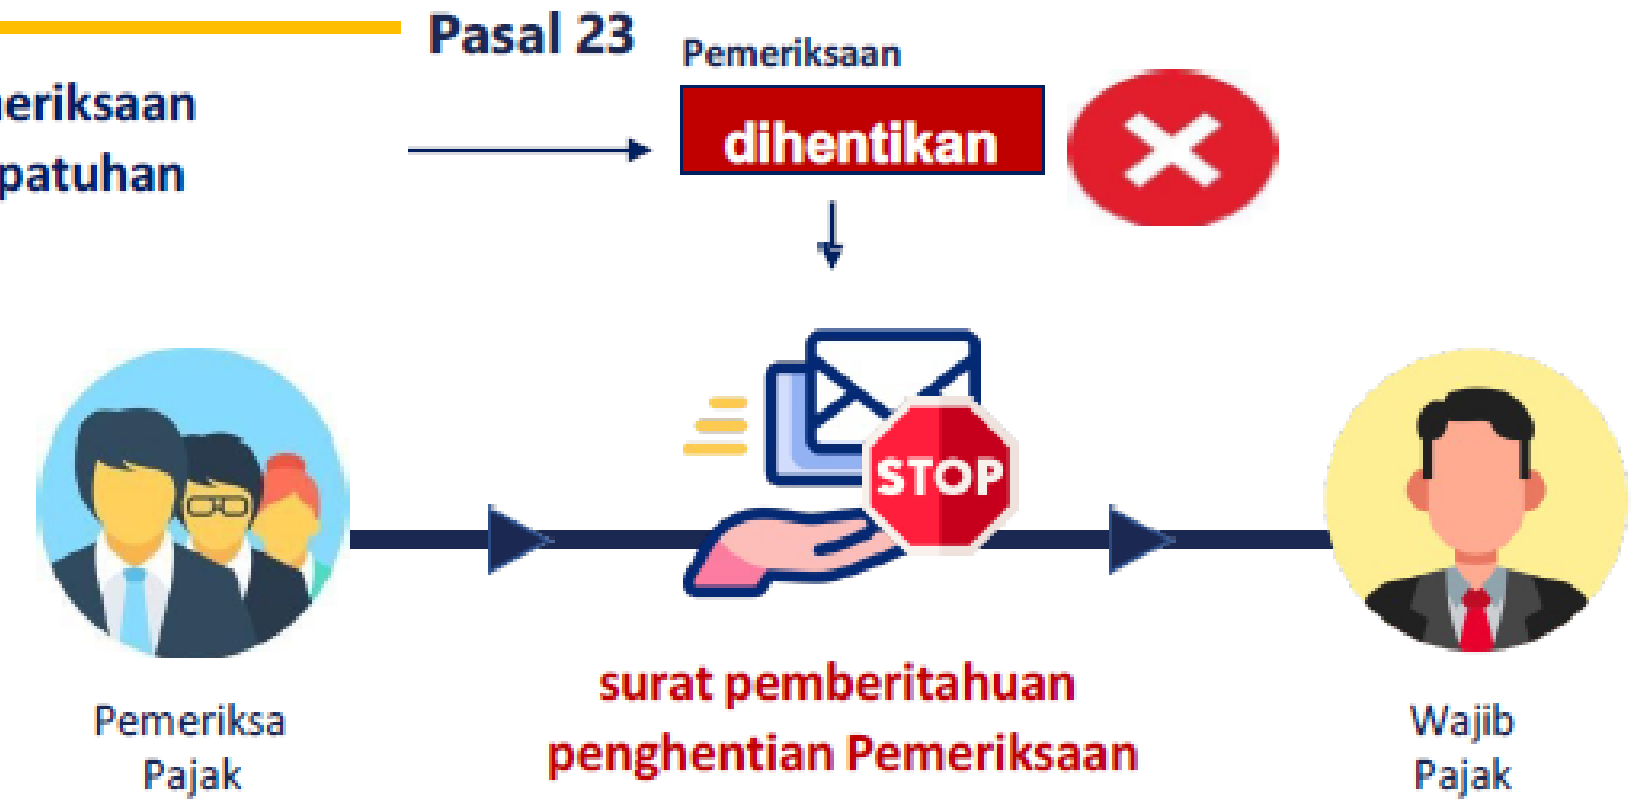 Pasal 23
Pemeriksaan
eriksaan
dihentikan
patuhan
STOP
surat pemberitahuan
penghentian Pemeriksaan
Pemeriksa
Pajak
Wajib
Pajak